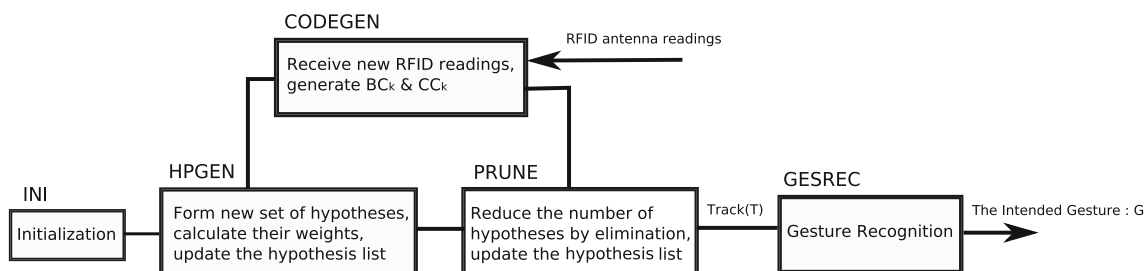 CODEGEN
RFID antenna readings
Receive new RFID readings,
generate BCk & CCk
HPGEN
PRUNE
GESREC
INI
Initialization
Form new set of hypotheses,
calculate their weights,
update the hypothesis list
Reduce the number of
hypotheses by elimination,
update the hypothesis list
Track(T)
Gesture Recognition
The Intended Gesture : G